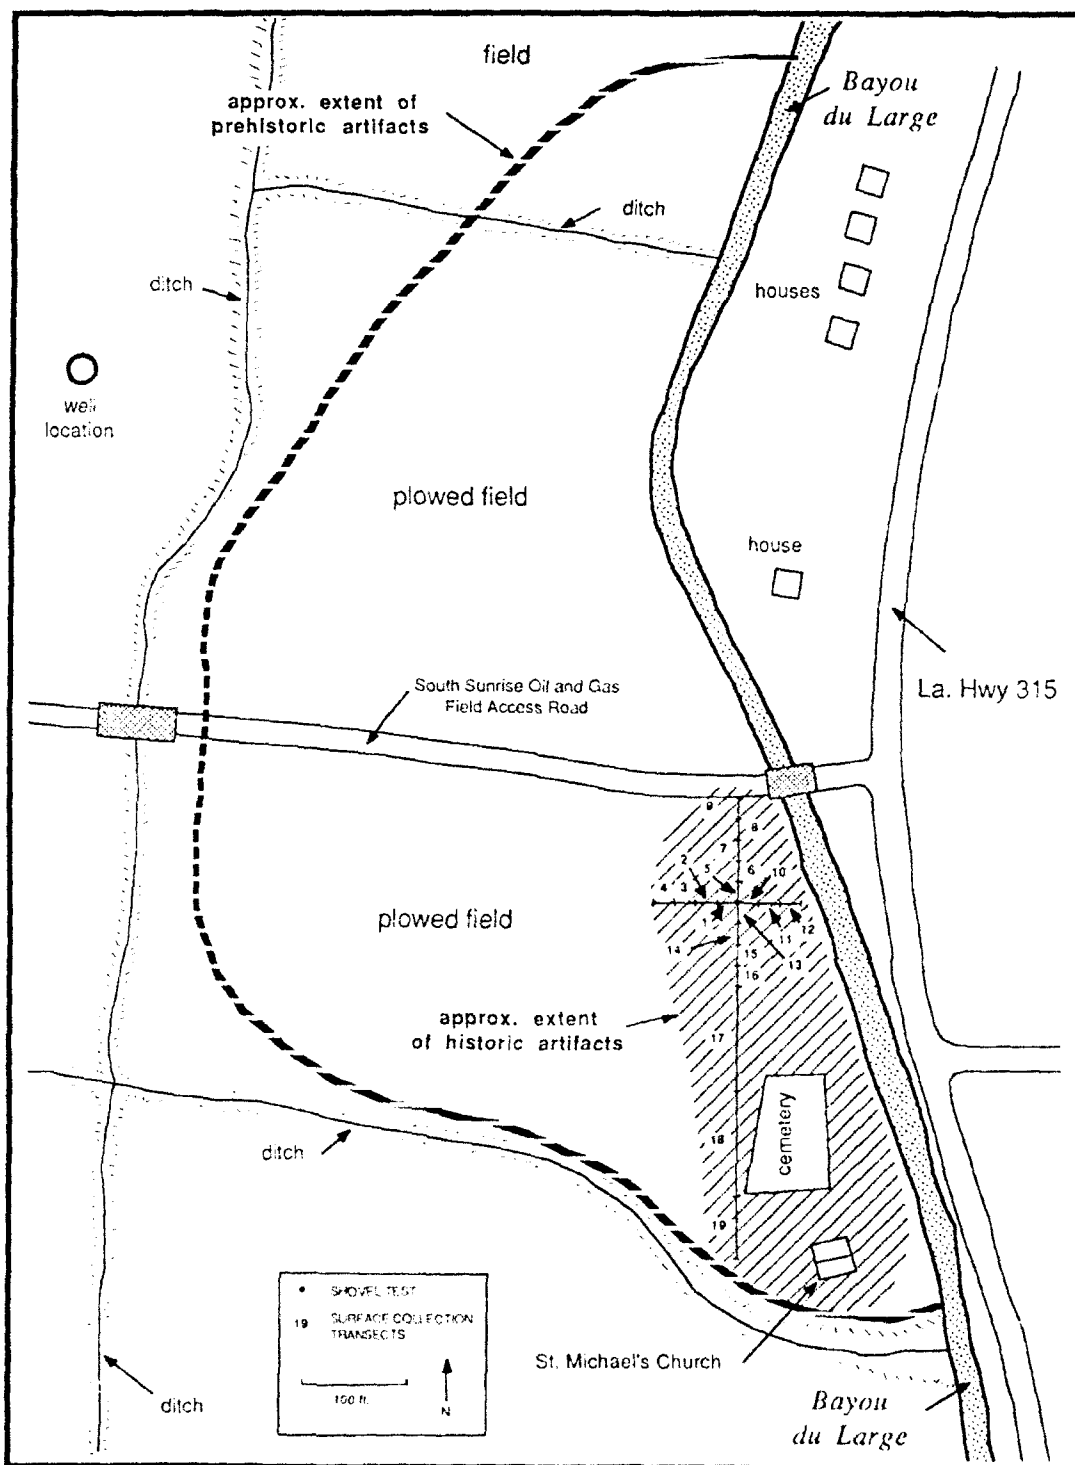 field
approx. extent of
prehistoric artifacts
Bayou
du Large
ditch
ditch
houses
well
location
plowed field
house
South Sunrise Oil and Gas
Field Access Road
La. Hwy 315
9
8
7
2
5
6
10
4
3
1
11
12
14
15
13
16
plowed field
approx. extent
of historic artifacts
17
cemetery
18
ditch
19
SHOVEL TEST
19
SURFACE COLLECTION
TRANSECTS
100 ft.
N
St. Michael's Church
ditch
Bayou
du Large